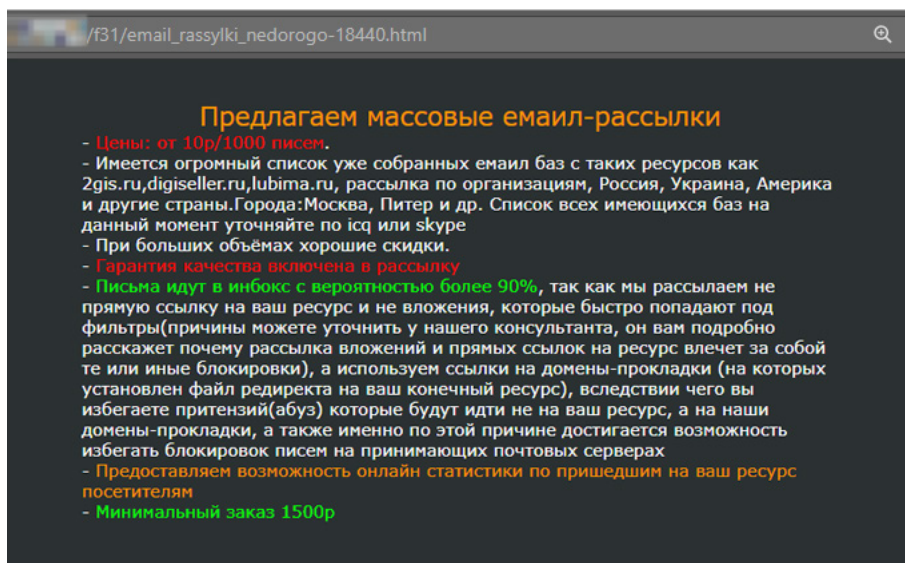 /f31/email_rassylki_nedorogo-18440.html
Предлагаем массовые емаил-рассылки
- Цены: от 10р/1000 писем.
- Имеется огромный список уже собранных емаил баз с таких ресурсов как
2gis.ru,digiseller.ru,lubima.ru, рассылка по организациям, Россия, Украина, Америка
и другие страны.Города:Москва, Питер и др. Список всех имеющихся баз на
данный момент уточняйте по icq или skype
- При больших объёмах хорошие скидки.
- Гарантия качества включена в рассылку
- Письма идут в инбокс с вероятностью более 90%, так как мы рассылаем не
прямую ссылку на ваш ресурс и не вложения, которые быстро попадают под
фильтры(причины можете уточнить у нашего консультанта, он вам подробно
расскажет почему рассылка вложений и прямых ссылок на ресурс влечет за собой
те или иные блокировки), а используем ссылки на домены-прокладки (на которых
установлен файл редиректа на ваш конечный ресурс), вследствии чего вы
избегаете притензий(абуз) которые будут идти не на ваш ресурс, а на наши
домены-прокладки, а также именно по этой причине достигается возможность
избегать блокировок писем на принимающих почтовых серверах
- Предоставляем возможность онлайн статистики по пришедшим на ваш ресурс
посетителям
- Минимальный заказ 1500р